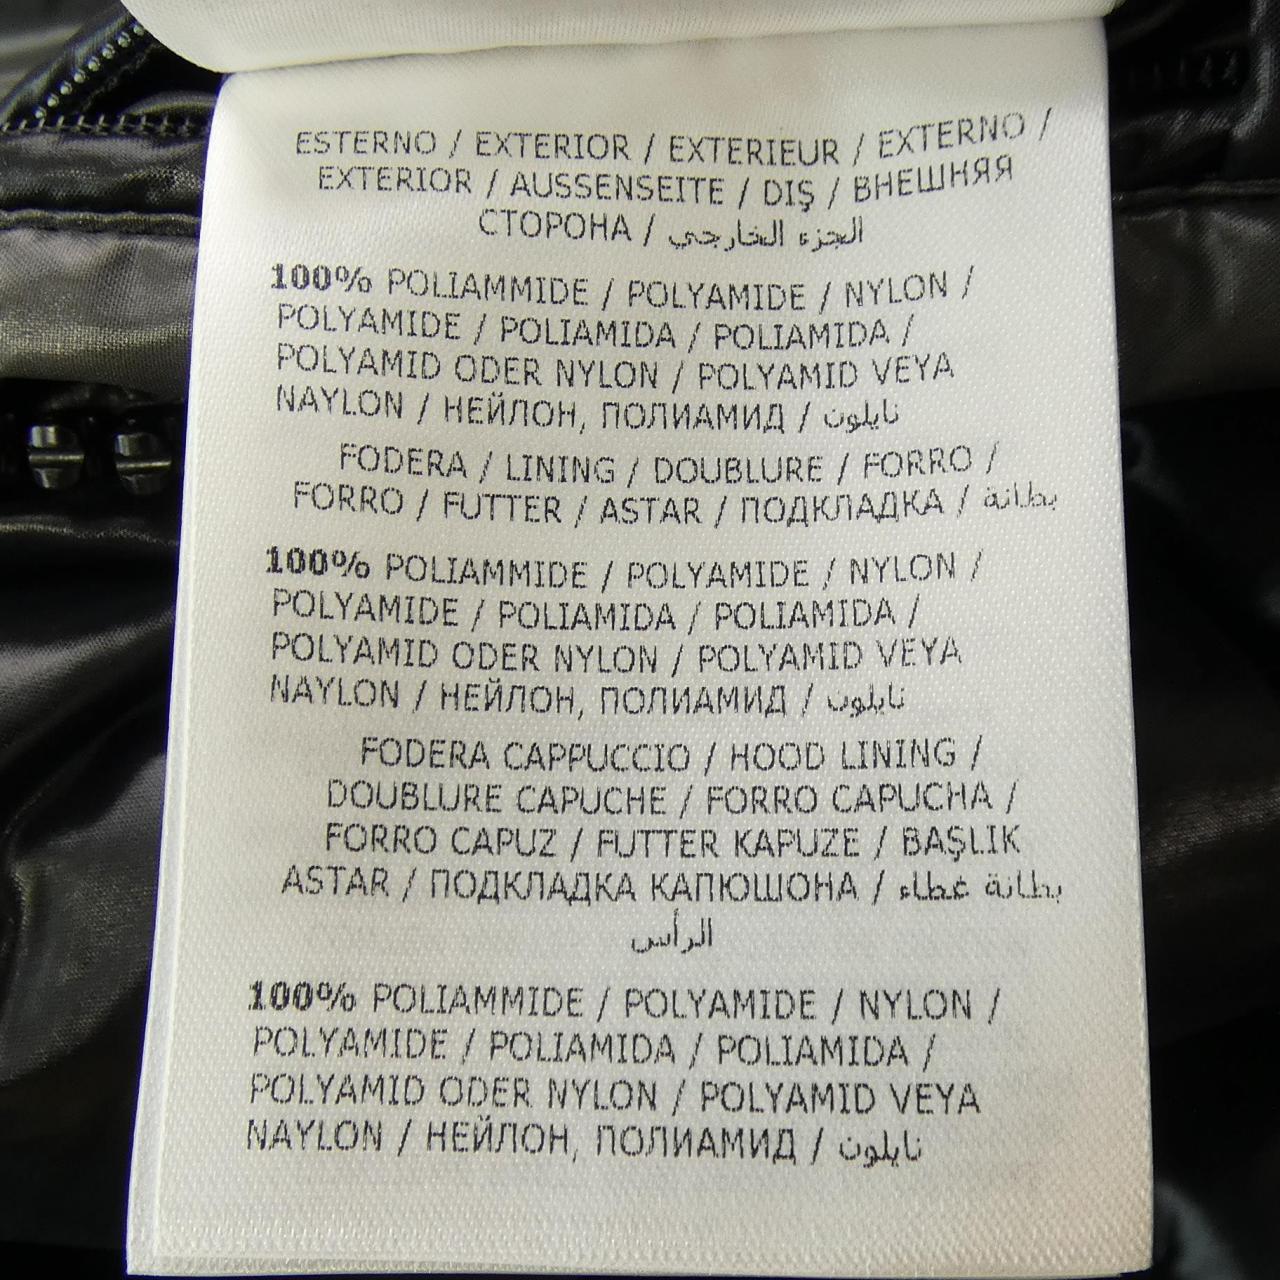 ESTERNO / EXTERIOR / EXTERIEUR / EXTERNO /
EXTERIOR / AUSSENSEITE / DIŞ / ВНЕШНЯЯ
СТОРОНА / الجزء الخارجي
100% POLIAMMIDE / POLYAMIDE / NYLON /
POLYAMIDE / POLIAMIDA / POLIAMIDA /
POLYAMID ODER NYLON / POLYAMID VEYA
NAYLON / НЕЙЛОН, ПОЛИАМИД / نايلون
FODERA / LINING / DOUBLURE / FORRO /
FORRO / FUTTER / ASTAR / ПОДКЛАДКА / بطانة
100% POLIAMMIDE / POLYAMIDE / NYLON /
POLYAMIDE / POLIAMIDA / POLIAMIDA /
POLYAMID ODER NYLON / POLYAMID VEYA
NAYLON / НЕЙЛОН, ПОЛИАМИД / نايلون
FODERA CAPPUCCIO / HOOD LINING /
DOUBLURE CAPUCHE / FORRO CAPUCHA /
FORRO CAPUZ / FUTTER KAPUZE / BAŞLIK
ASTAR / ПОДКЛАДКА КАПЮШОНА / بطانة غطاء
الرأس
100% POLIAMMIDE / POLYAMIDE / NYLON /
POLYAMIDE / POLIAMIDA / POLIAMIDA /
POLYAMID ODER NYLON / POLYAMID VEYA
NAYLON / НЕЙЛОН, ПОЛИАМИД / نايلون